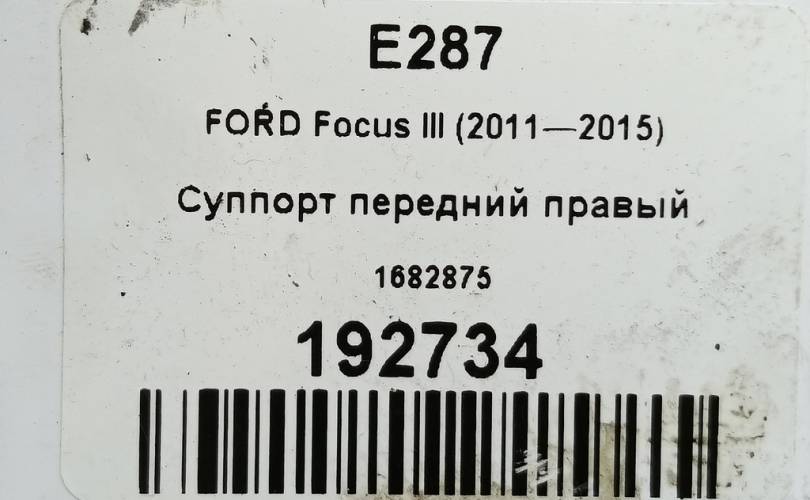 E287
FORD Focus III (2011—2015)
Суппорт передний правый
1682875
192734